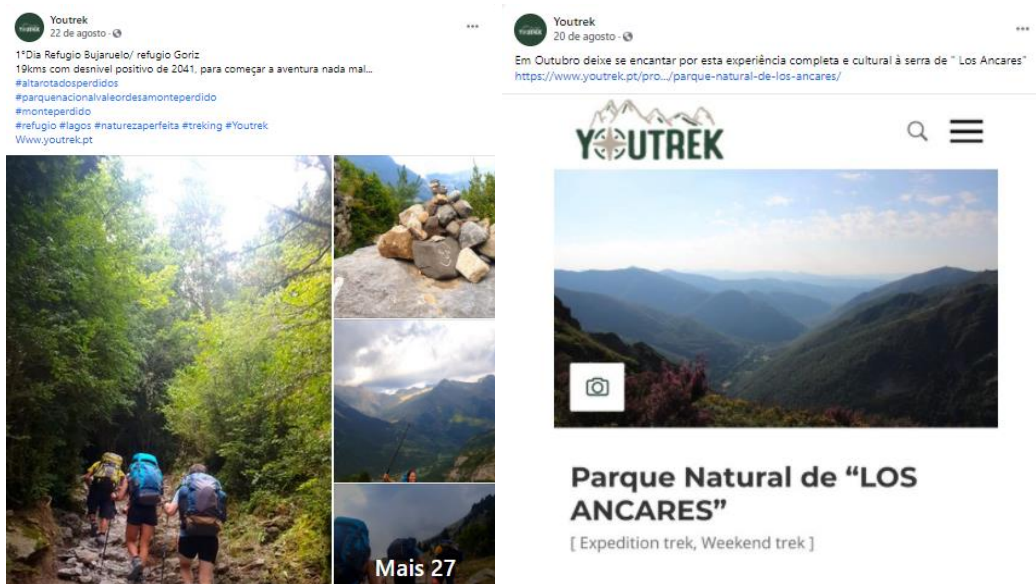 Youtrek
22 de agosto ·
1ºDia Refugio Bujaruelo/ refugio Goriz
19kms com desnivel positivo de 2041, para começar a aventura nada mal...
#altarotadosperdidos
#parquenacionalvaleordesamonteperdido
#monteperdido
#refugio #lagos #naturezaperfeita #treking #Youtrek
Www.youtrek.pt
Mais 27
Youtrek
20 de agosto ·
Em Outubro deixe se encantar por esta experiência completa e cultural à serra de " Los Ancares"
https://www.youtrek.pt/pro.../parque-natural-de-los-ancares/
YOUTREK
Parque Natural de “LOS
ANCARES”
[ Expedition trek, Weekend trek ]